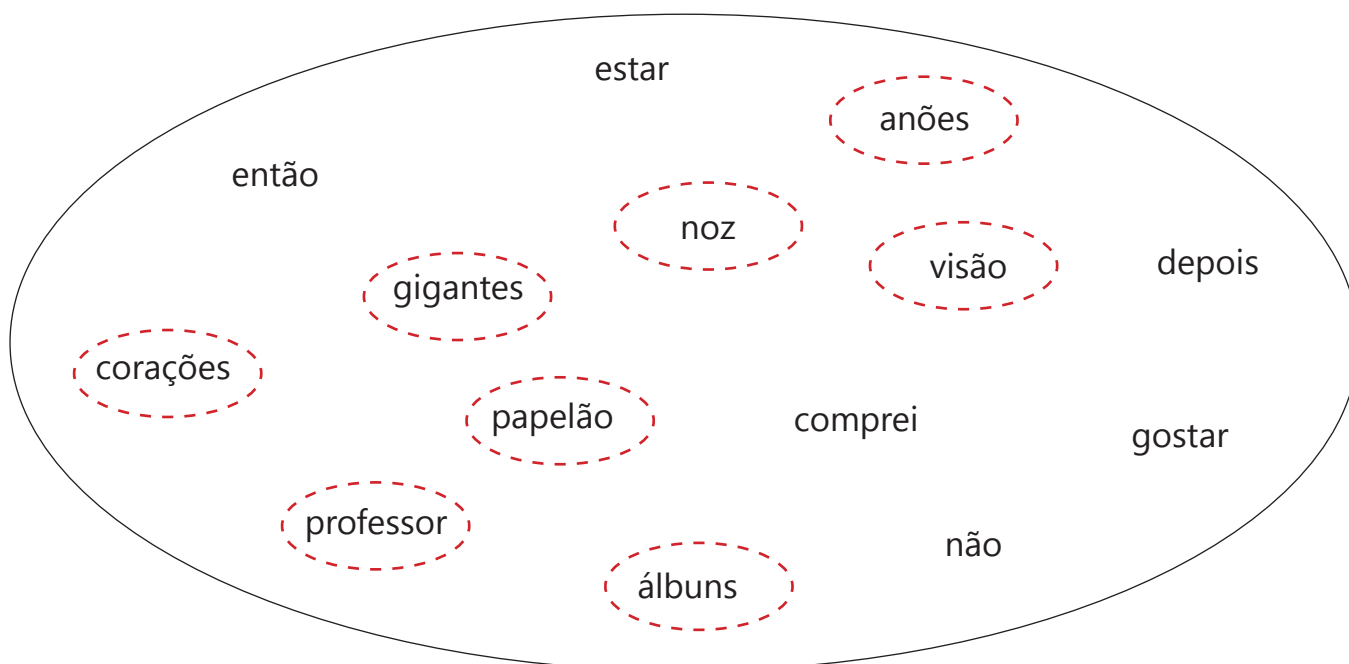 estar
anões
então
noz
visão
depois
gigantes
corações
papelão
comprei
gostar
professor
não
álbuns